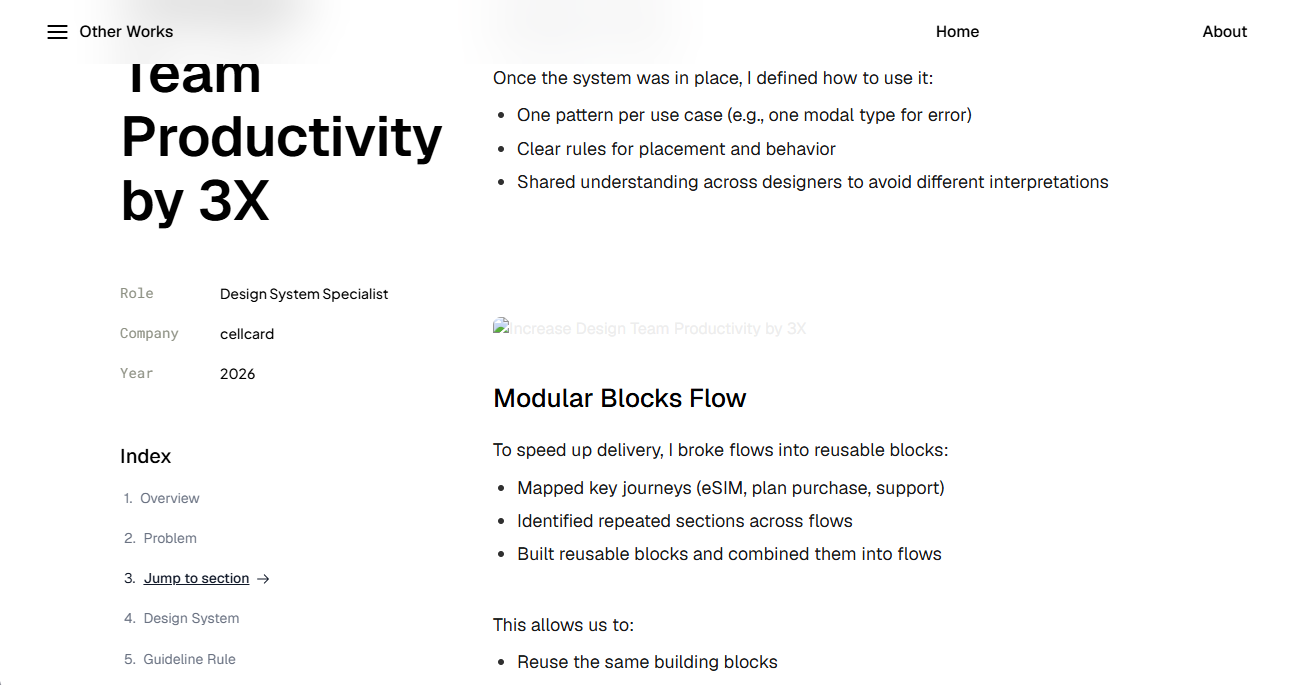 Other Works
Home
About
Team
Productivity
by 3X
Role
Design System Specialist
Company
cellcard
Year
2026
Index
1. Overview
2. Problem
3. Jump to section →
4. Design System
5. Guideline Rule
Once the system was in place, I defined how to use it:
• One pattern per use case (e.g., one modal type for error)
• Clear rules for placement and behavior
• Shared understanding across designers to avoid different interpretations
Increase Design Team Productivity by 3X
Modular Blocks Flow
To speed up delivery, I broke flows into reusable blocks:
• Mapped key journeys (eSIM, plan purchase, support)
• Identified repeated sections across flows
• Built reusable blocks and combined them into flows
This allows us to:
• Reuse the same building blocks